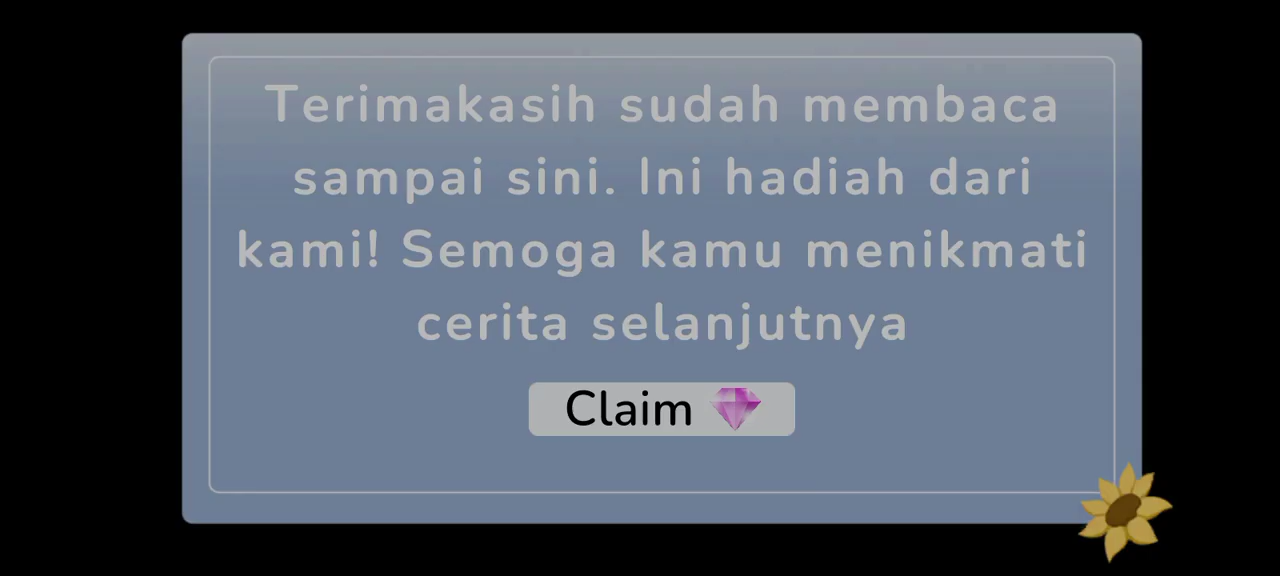 Terimakasih sudah membaca
sampai sini. Ini hadiah dari
kami! Semoga kamu menikmati
cerita selanjutnya
Claim